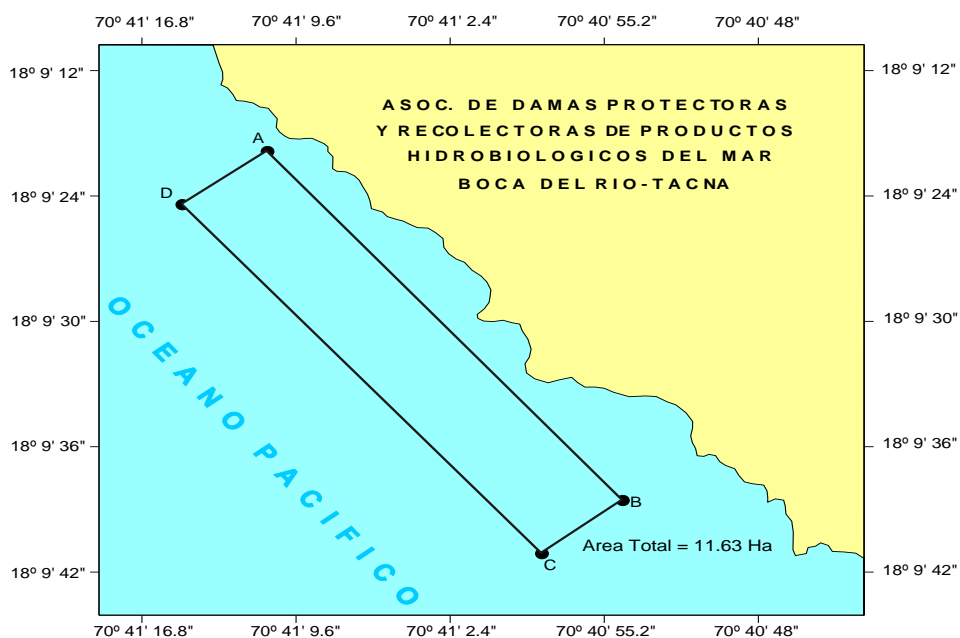 70º 41' 16.8" 70º 41' 9.6" 70º 41' 2.4" 70º 40' 55.2" 70º 40' 48"
18º 9' 12" 18º 9' 12"
ASOC. DE DAMAS PROTECTORAS
Y RECOLECTORAS DE PRODUCTOS
HIDROBIOLOGICOS DEL MAR
BOCA DEL RIO-TACNA
A
D
18º 9' 24" 18º 9' 24"
OCEANO PACIFICO
18º 9' 30" 18º 9' 30"
18º 9' 36" 18º 9' 36"
B
Area Total = 11.63 Ha
C
18º 9' 42" 18º 9' 42"
70º 41' 16.8" 70º 41' 9.6" 70º 41' 2.4" 70º 40' 55.2" 70º 40' 48"